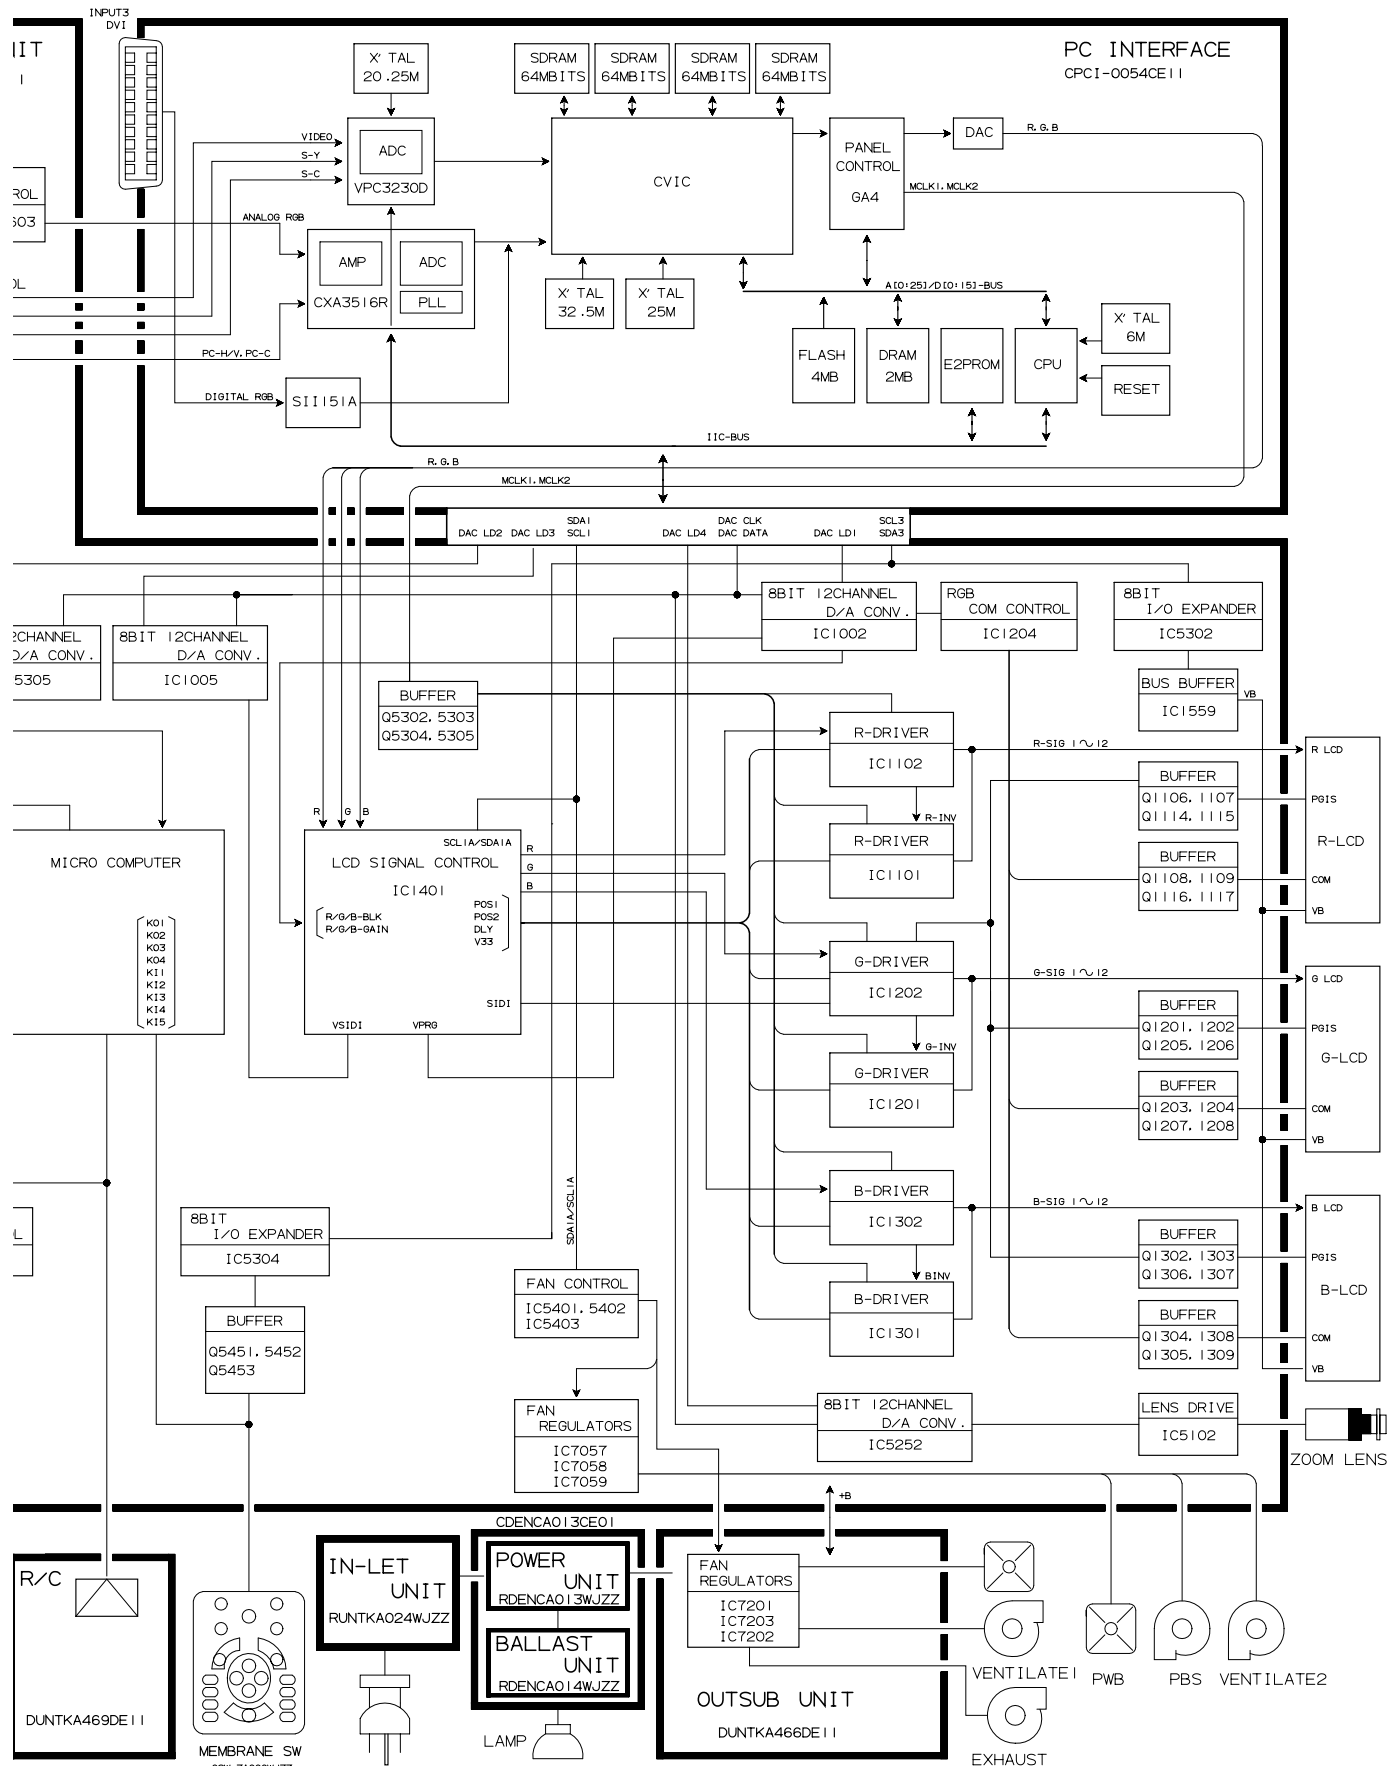 INPUT3
DVI
PC INTERFACE
CPCI-0054CE11
X' TAL
20.25M
SDRAM
64MBITS
SDRAM
64MBITS
SDRAM
64MBITS
SDRAM
64MBITS
VIDEO
S-Y
S-C
ADC
VPC3230D
CVIC
PANEL
CONTROL
GA4
DAC
R.G.B
MCLK1.MCLK2
ANALOG RGB
AMP
ADC
CXA3516R
PLL
X' TAL
32.5M
X' TAL
25M
A[0:25]/D[0:15]-BUS
FLASH
4MB
DRAM
2MB
E2PROM
CPU
X' TAL
6M
RESET
PC-H/V.PC-C
DIGITAL RGB
SII151A
IIC-BUS
R.G.B
MCLK1.MCLK2
DAC LD2
DAC LD3
SDA1
SCL1
DAC LD4
DAC CLK
DAC DATA
DAC LD1
SCL3
SDA3
8BIT 12CHANNEL
D/A CONV.
IC1002
RGB
COM CONTROL
IC1204
8BIT
I/O EXPANDER
IC5302
D/A CONV.
5305
8BIT 12CHANNEL
D/A CONV.
IC1005
BUFFER
Q5302.5303
Q5304.5305
BUS BUFFER
IC1559
VB
R-DRIVER
IC1102
R-SIG 1~12
R LCD
BUFFER
Q1106.1107
Q1114.1115
PGIS
R-INV
R-DRIVER
IC1101
R-LCD
BUFFER
Q1108.1109
Q1116.1117
COM
VB
R
G
B
MICRO COMPUTER
KO1
KO2
KO3
KO4
KI1
KI2
KI3
KI4
KI5
SCL1A/SDA1A
LCD SIGNAL CONTROL
IC1401
R/G/B-BLK
R/G/B-GAIN
POS1
POS2
DLY
V33
SIDI
VSIDI
VPRG
R
G
B
G-DRIVER
IC1202
G-SIG 1~12
G LCD
BUFFER
Q1201.1202
Q1205.1206
PGIS
G-INV
G-DRIVER
IC1201
G-LCD
BUFFER
Q1203.1204
Q1207.1208
COM
VB
SDA1A/SCL1A
B-DRIVER
IC1302
B-SIG 1~12
B LCD
BUFFER
Q1302.1303
Q1306.1307
PGIS
BINV
B-DRIVER
IC1301
B-LCD
BUFFER
Q1304.1308
Q1305.1309
COM
VB
8BIT
I/O EXPANDER
IC5304
BUFFER
Q5451.5452
Q5453
FAN CONTROL
IC5401.5402
IC5403
FAN
REGULATORS
IC7057
IC7058
IC7059
8BIT 12CHANNEL
D/A CONV.
IC5252
LENS DRIVE
IC5102
ZOOM LENS
+B
R/C
DUNTKA469DE11
MEMBRANE SW
IN-LET
UNIT
RUNTKA024WJZZ
CDENCA013CE01
POWER
UNIT
RDENCA013WJZZ
BALLAST
UNIT
RDENCA014WJZZ
LAMP
FAN
REGULATORS
IC7201
IC7203
IC7202
OUTSUB UNIT
DUNTKA466DE11
VENTILATE1
EXHAUST
PWB
PBS
VENTILATE2